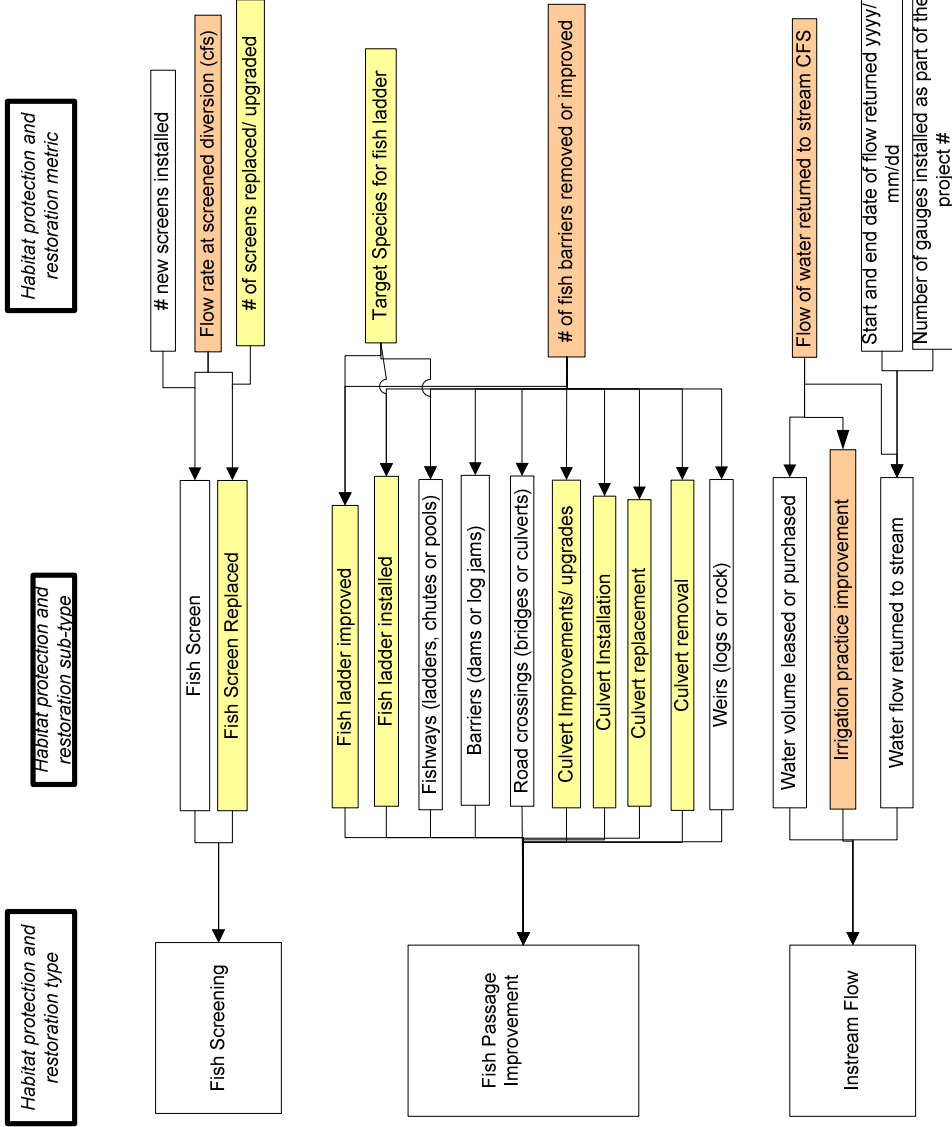 Habitat protection and
restoration type
Habitat protection and
restoration sub-type
Habitat protection and
restoration metric
Fish Screening
Fish Screen
Fish Screen Replaced
# new screens installed
Flow rate at screened diversion (cfs)
# of screens replaced/ upgraded
Fish Passage
Improvement
Fish ladder improved
Fish ladder installed
Fishways (ladders, chutes or pools)
Barriers (dams or log jams)
Road crossings (bridges or culverts)
Culvert Improvements/ upgrades
Culvert Installation
Culvert replacement
Culvert removal
Weirs (logs or rock)
Target Species for fish ladder
# of fish barriers removed or improved
Instream Flow
Water volume leased or purchased
Irrigation practice improvement
Water flow returned to stream
Flow of water returned to stream CFS
Start and end date of flow returned yyyy/
mm/dd
Number of gauges installed as part of the
project #